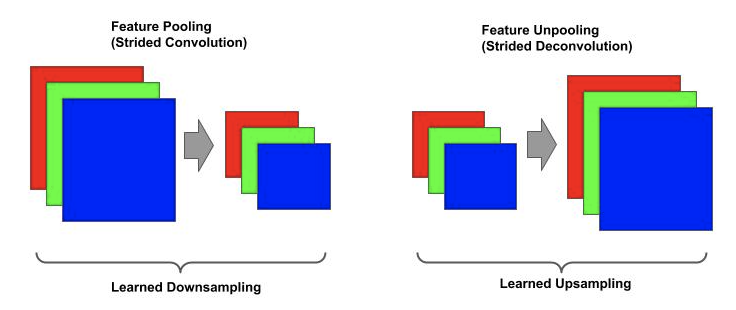 Feature Pooling
(Strided Convolution)
Feature Unpooling
(Strided Deconvolution)
Learned Downsampling
Learned Upsampling